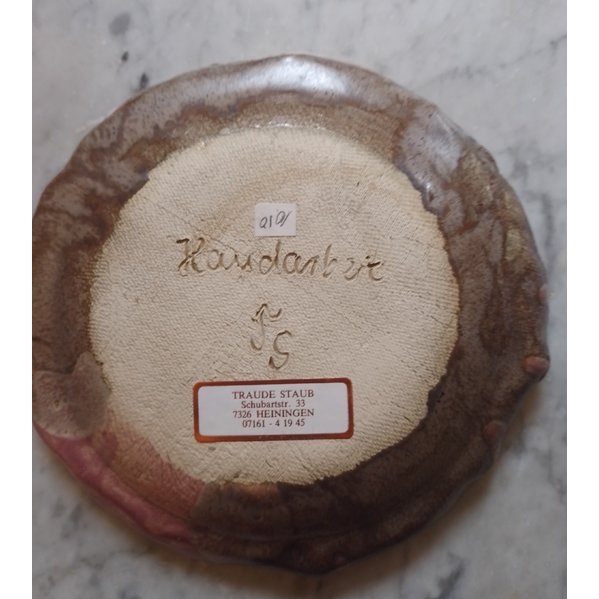 Handarbeit
TS
TRAUDE STAUB
Schubartstr. 33
7326 HEININGEN
07161 - 4 19 45